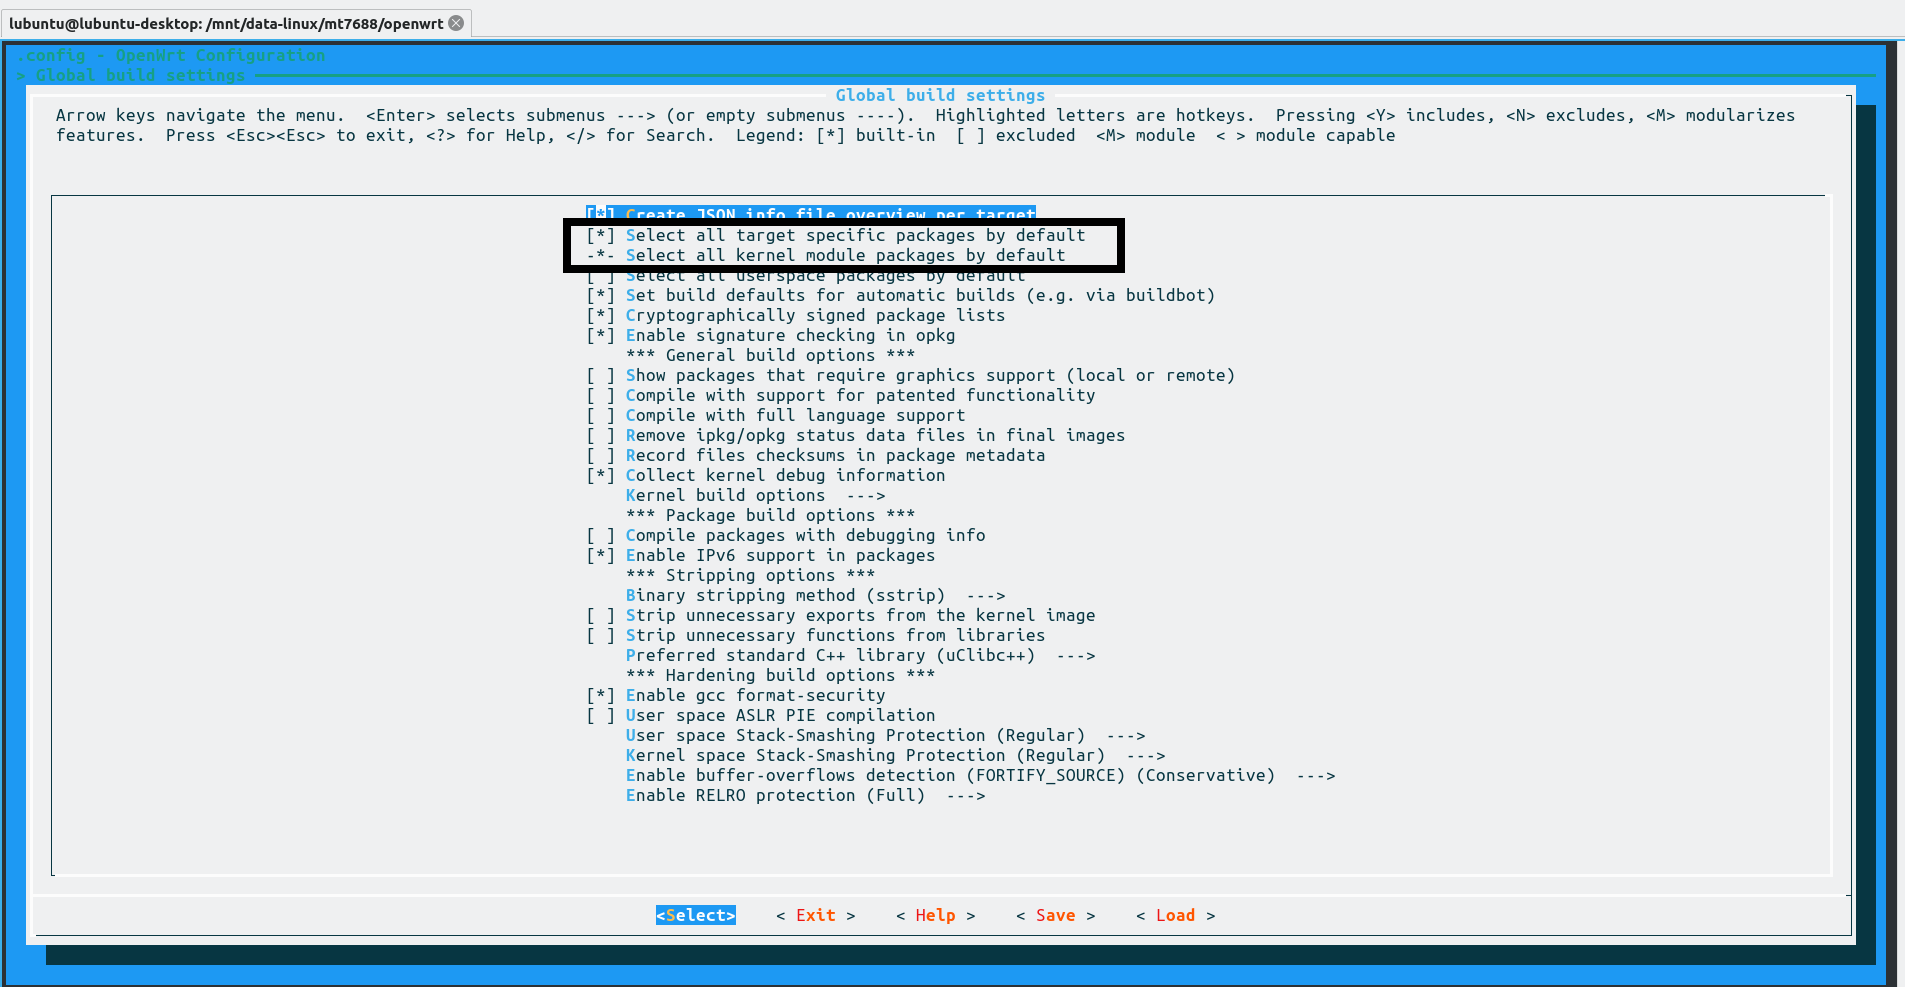 lubuntu@lubuntu-desktop: /mnt/data-linux/mt7688/openwrt
.config - OpenWrt Configuration
> Global build settings
Global build settings
Arrow keys navigate the menu.  <Enter> selects submenus ---> (or empty submenus ----).  Highlighted letters are hotkeys.  Pressing <Y> includes, <N> excludes, <M> modularizes
features.  Press <Esc><Esc> to exit, <?> for Help, </> for Search.  Legend: [*] built-in  [ ] excluded  <M> module  < > module capable
[*] Create JSON info file overview per target
[*] Select all target specific packages by default
-*- Select all kernel module packages by default
[ ] Select all userspace packages by default
[*] Set build defaults for automatic builds (e.g. via buildbot)
[*] Cryptographically signed package lists
[*] Enable signature checking in opkg
*** General build options ***
[ ] Show packages that require graphics support (local or remote)
[ ] Compile with support for patented functionality
[ ] Compile with full language support
[ ] Remove ipkg/opkg status data files in final images
[ ] Record files checksums in package metadata
[*] Collect kernel debug information
Kernel build options  --->
*** Package build options ***
[ ] Compile packages with debugging info
[*] Enable IPv6 support in packages
*** Stripping options ***
Binary stripping method (sstrip)  --->
[ ] Strip unnecessary exports from the kernel image
[ ] Strip unnecessary functions from libraries
Preferred standard C++ library (uClibc++)  --->
*** Hardening build options ***
[*] Enable gcc format-security
[ ] User space ASLR PIE compilation
User space Stack-Smashing Protection (Regular)  --->
Kernel space Stack-Smashing Protection (Regular)  --->
Enable buffer-overflows detection (FORTIFY_SOURCE) (Conservative)  --->
Enable RELRO protection (Full)  --->
<Select>    < Exit >    < Help >    < Save >    < Load >